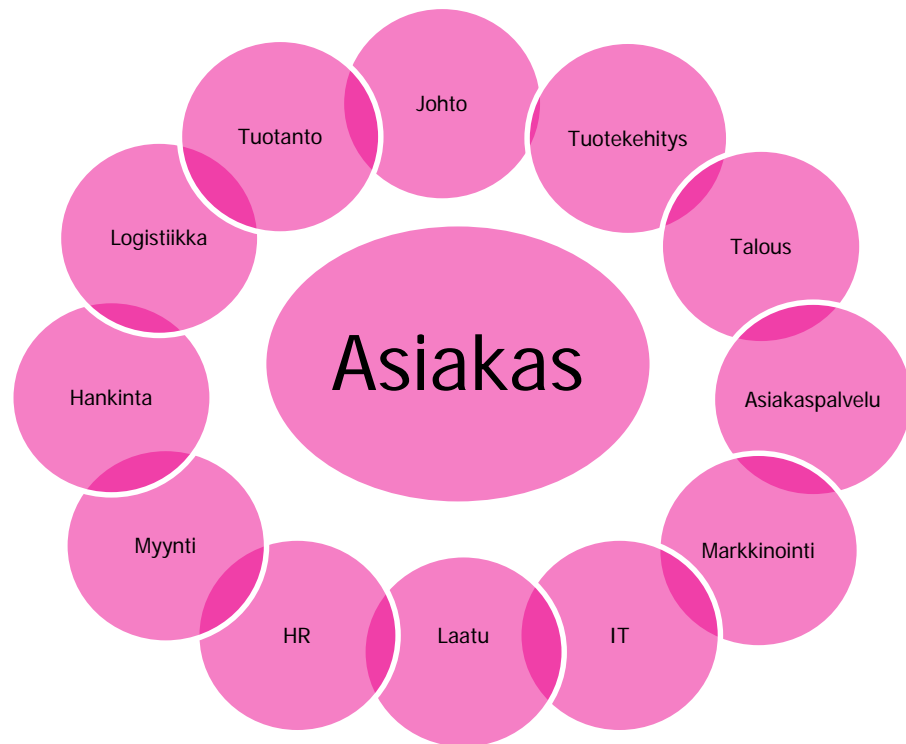 Johto
Tuotekehitys
Talous
Asiakaspalvelu
Markkinointi
IT
Laatu
HR
Myynti
Hankinta
Logistiikka
Tuotanto
Asiakas